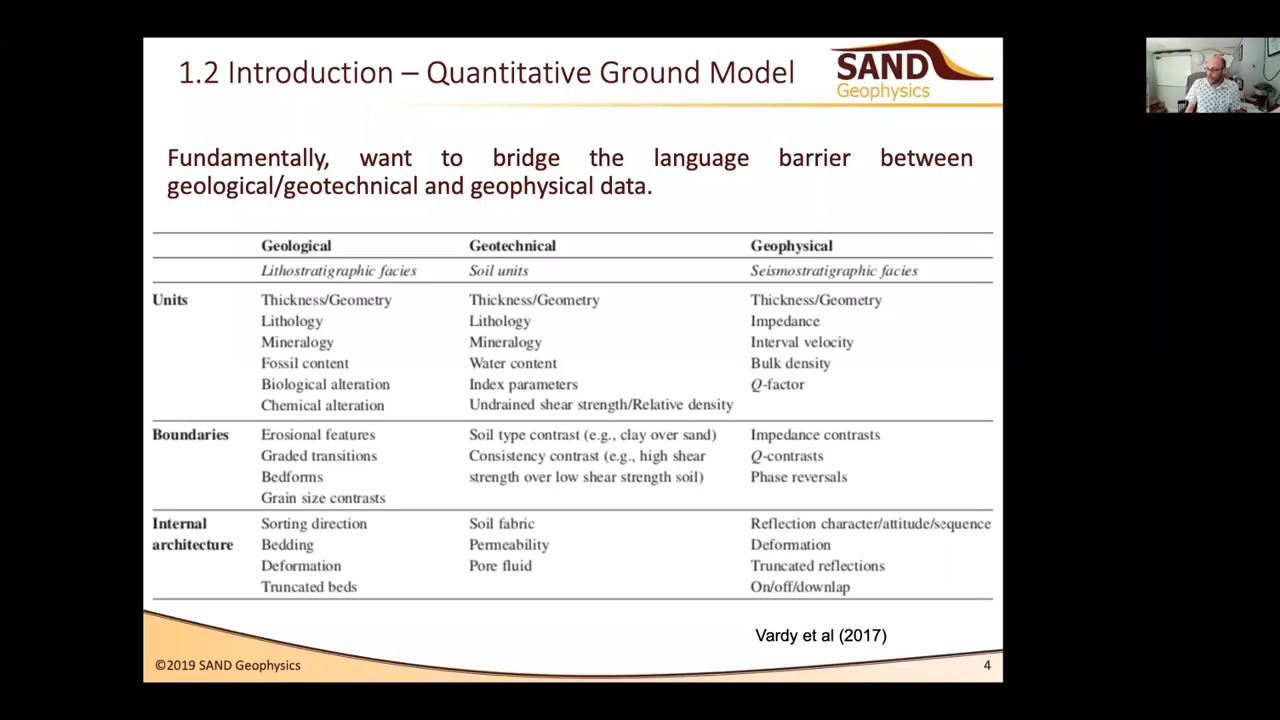 1.2 Introduction – Quantitative Ground Model
SAND
Geophysics
Fundamentally, want to bridge the language barrier between
geological/geotechnical and geophysical data.
Geological Geotechnical Geophysical
Lithostratigraphic facies Soil units Seismostratigraphic facies
Units Thickness/Geometry Thickness/Geometry Thickness/Geometry
Lithology Lithology Impedance
Mineralogy Mineralogy Interval velocity
Fossil content Water content Bulk density
Biological alteration Index parameters Q-factor
Chemical alteration Undrained shear strength/Relative density
Boundaries Erosional features Soil type contrast (e.g., clay over sand) Impedance contrasts
Graded transitions Consistency contrast (e.g., high shear Q-contrasts
Bedforms strength over low shear strength soil) Phase reversals
Grain size contrasts
Internal Sorting direction Soil fabric Reflection character/attitude/sequence
architecture Bedding Permeability Deformation
Deformation Pore fluid Truncated reflections
Truncated beds On/off/downlap
Vardy et al (2017)
©2019 SAND Geophysics 4